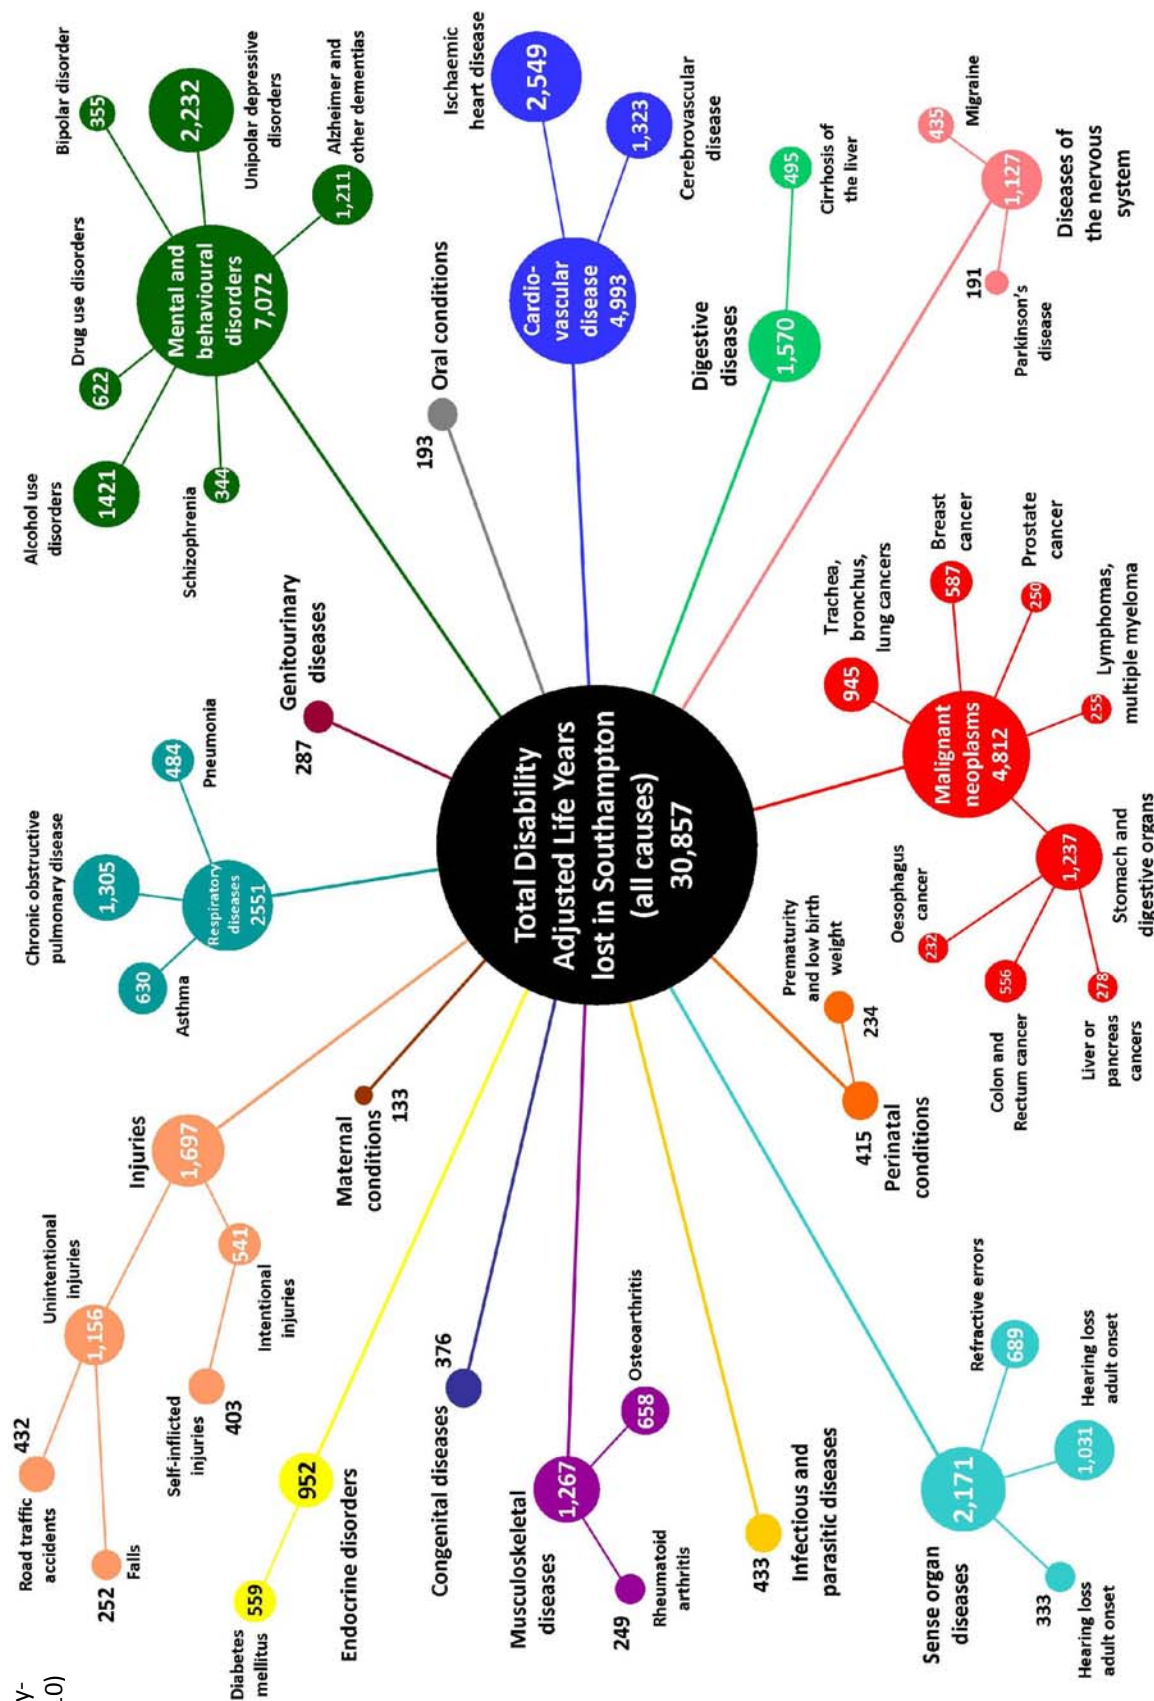 y-
.0)
Road traffic
accidents
432
252
Falls
Unintentional
injuries
1,156
Self-inflicted
injuries
403
Intentional
injuries
541
Injuries
1,697
Chronic obstructive
pulmonary disease
1,305
630
Asthma
484
Pneumonia
Respiratory
diseases
2551
Alcohol use
disorders
1421
Drug use disorders
622
Schizophrenia
344
Bipolar disorder
355
2,232
Unipolar depressive
disorders
Alzheimer and
other dementias
1,211
Mental and
behavioural
disorders
7,072
Diabetes
mellitus
559
952
Endocrine disorders
Maternal
conditions
133
Genitourinary
diseases
287
193
Oral conditions
Ischaemic
heart disease
2,549
1,323
Cerebrovascular
disease
Cardio-
vascular
disease
4,993
Congenital diseases
376
Total Disability
Adjusted Life Years
lost in Southampton
(all causes)
30,857
Musculoskeletal
diseases
1,267
Osteoarthritis
658
249
Rheumatoid
arthritis
Digestive
diseases
1,570
495
Cirrhosis of
the liver
433
Infectious and
parasitic diseases
Prematurity
and low birth
weight
234
415
Perinatal
conditions
Trachea,
bronchus,
lung cancers
945
Breast
cancer
587
Prostate
cancer
250
255
Lymphomas,
multiple myeloma
Malignant
neoplasms
4,812
Oesophagus
cancer
232
556
Colon and
Rectum cancer
278
Liver or
pancreas
cancers
1,237
Stomach and
digestive organs
435
Migraine
191
Parkinson's
disease
1,127
Diseases of
the nervous
system
Sense organ
diseases
2,171
Refractive errors
689
Hearing loss
adult onset
1,031
333
Hearing loss
adult onset